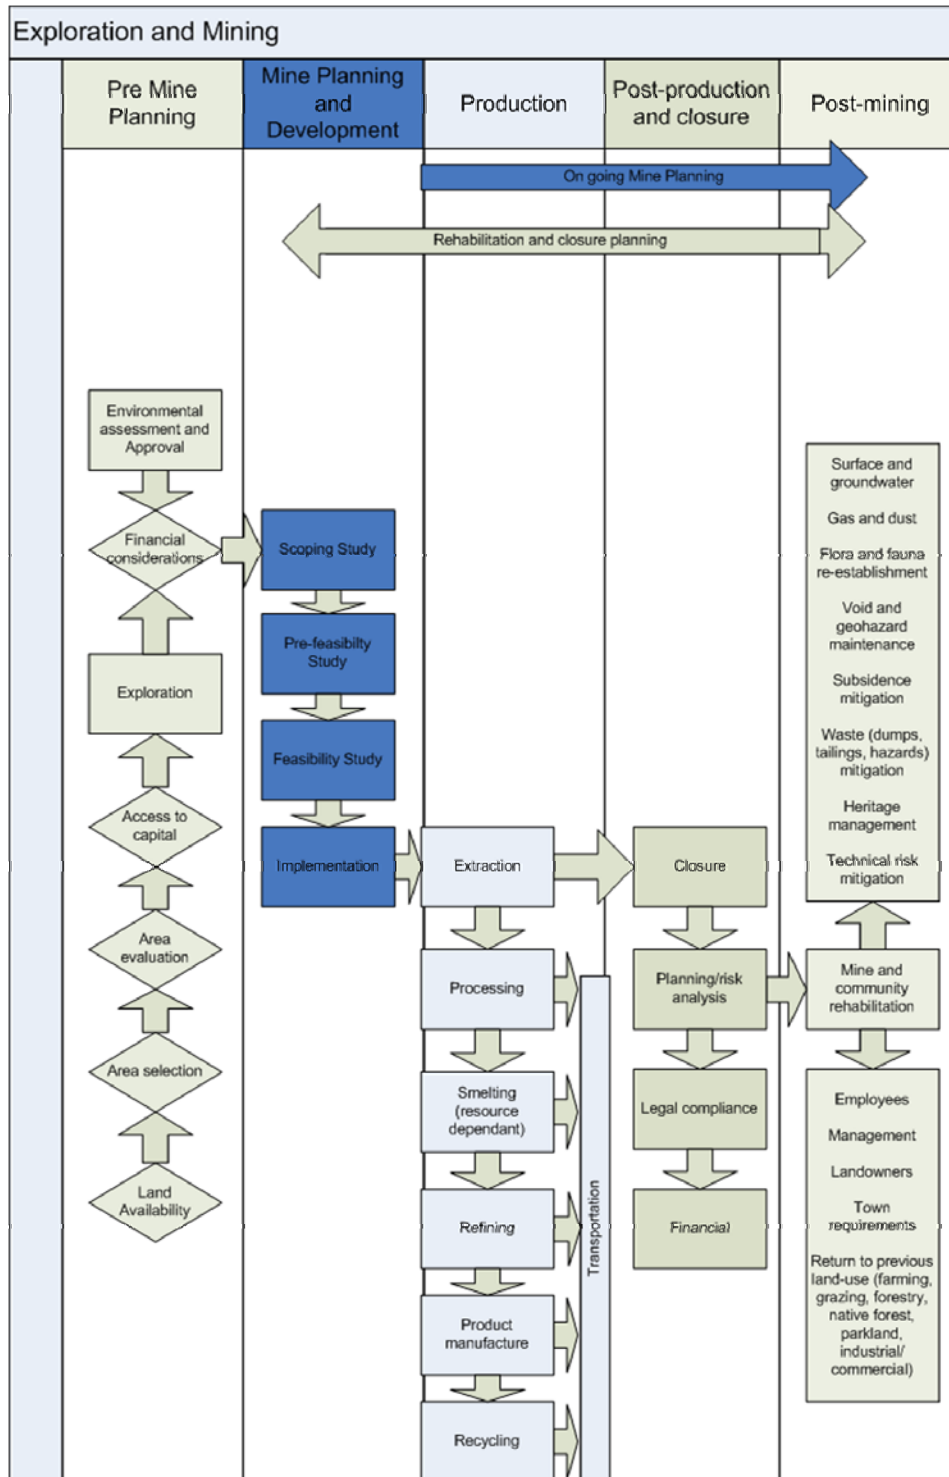 Exploration and Mining
Pre Mine
Planning
Mine Planning
and
Development
Production
Post-production
and closure
Post-mining
On going Mine Planning
Rehabilitation and closure planning
Environmental
assessment and
Approval
Financial
considerations
Exploration
Access to
capital
Area
evaluation
Area selection
Land
Availability
Scoping Study
Pre-feasibilty
Study
Feasibility Study
Implementation
Extraction
Processing
Smelting
(resource
dependant)
Refining
Product
manufacture
Recycling
Transportation
Closure
Planning/risk
analysis
Legal compliance
Financial
Surface and
groundwater
Gas and dust
Flora and fauna
re-establishment
Void and
geohazard
maintenance
Subsidence
mitigation
Waste (dumps,
tailings, hazards)
mitigation
Heritage
management
Technical risk
mitigation
Mine and
community
rehabilitation
Employees
Management
Landowners
Town
requirements
Return to previous
land-use (farming,
grazing, forestry,
native forest,
parkland,
industrial/
commercial)